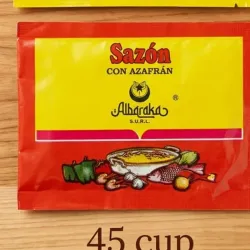 Sazón
CON AZAFRÁN
Albaraka
®
S.U.R.L.
45 cup